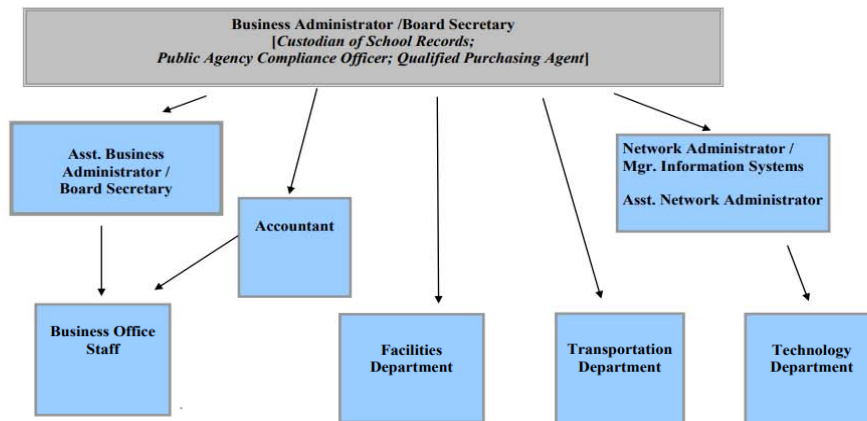 Business Administrator /Board Secretary
[Custodian of School Records;
Public Agency Compliance Officer; Qualified Purchasing Agent]
Asst. Business
Administrator /
Board Secretary
Network Administrator /
Mgr. Information Systems
Asst. Network Administrator
Accountant
Business Office
Staff
Facilities
Department
Transportation
Department
Technology
Department